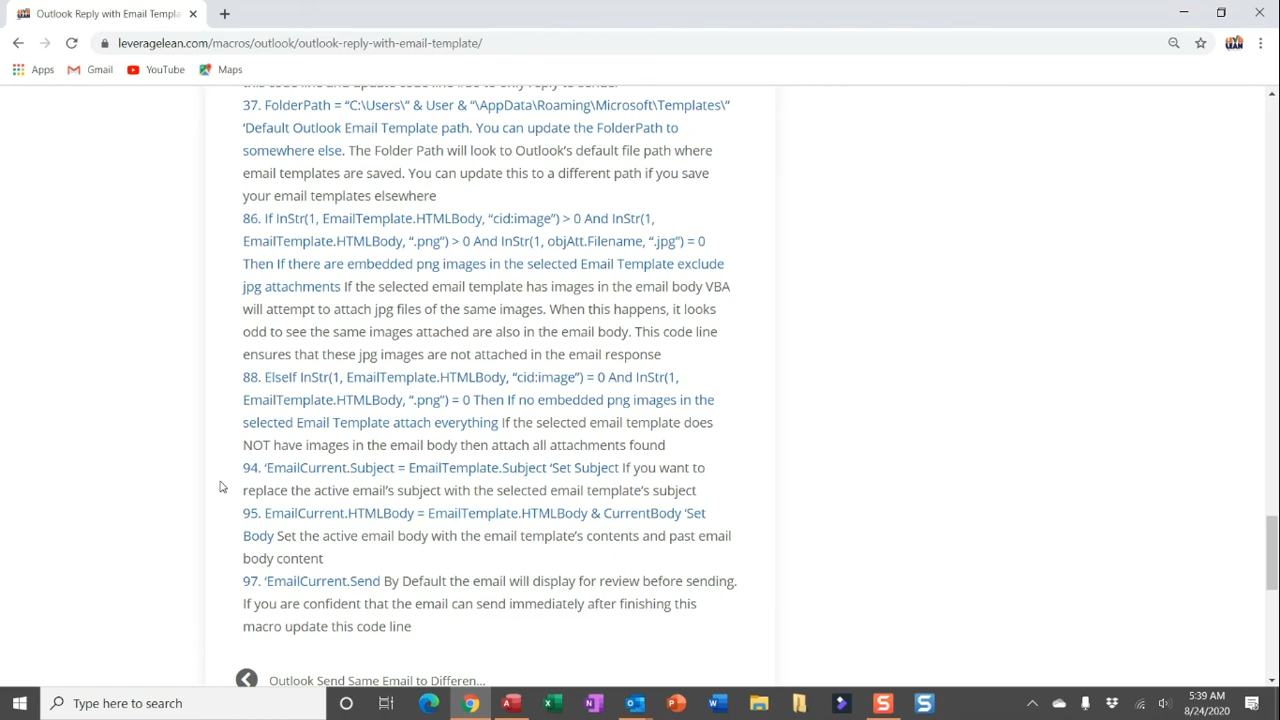 Outlook Reply with Email Templa
leveragelean.com/macros/outlook/outlook-reply-with-email-template/
Apps Gmail YouTube Maps
37. FolderPath = “C:\Users\” & User & “\AppData\Roaming\Microsoft\Templates\”
‘Default Outlook Email Template path. You can update the FolderPath to
somewhere else. The Folder Path will look to Outlook’s default file path where
email templates are saved. You can update this to a different path if you save
your email templates elsewhere
86. If InStr(1, EmailTemplate.HTMLBody, “cid:image”) > 0 And InStr(1,
EmailTemplate.HTMLBody, “.png”) > 0 And InStr(1, objAtt.Filename, “.jpg”) = 0
Then If there are embedded png images in the selected Email Template exclude
jpg attachments If the selected email template has images in the email body VBA
will attempt to attach jpg files of the same images. When this happens, it looks
odd to see the same images attached are also in the email body. This code line
ensures that these jpg images are not attached in the email response
88. ElseIf InStr(1, EmailTemplate.HTMLBody, “cid:image”) = 0 And InStr(1,
EmailTemplate.HTMLBody, “.png”) = 0 Then If no embedded png images in the
selected Email Template attach everything If the selected email template does
NOT have images in the email body then attach all attachments found
94. ‘EmailCurrent.Subject = EmailTemplate.Subject ‘Set Subject If you want to
replace the active email’s subject with the selected email template’s subject
95. EmailCurrent.HTMLBody = EmailTemplate.HTMLBody & CurrentBody ‘Set
Body Set the active email body with the email template’s contents and past email
body content
97. ‘EmailCurrent.Send By Default the email will display for review before sending.
If you are confident that the email can send immediately after finishing this
macro update this code line
Outlook Send Same Email to Differen...
Type here to search
5:39 AM
8/24/2020